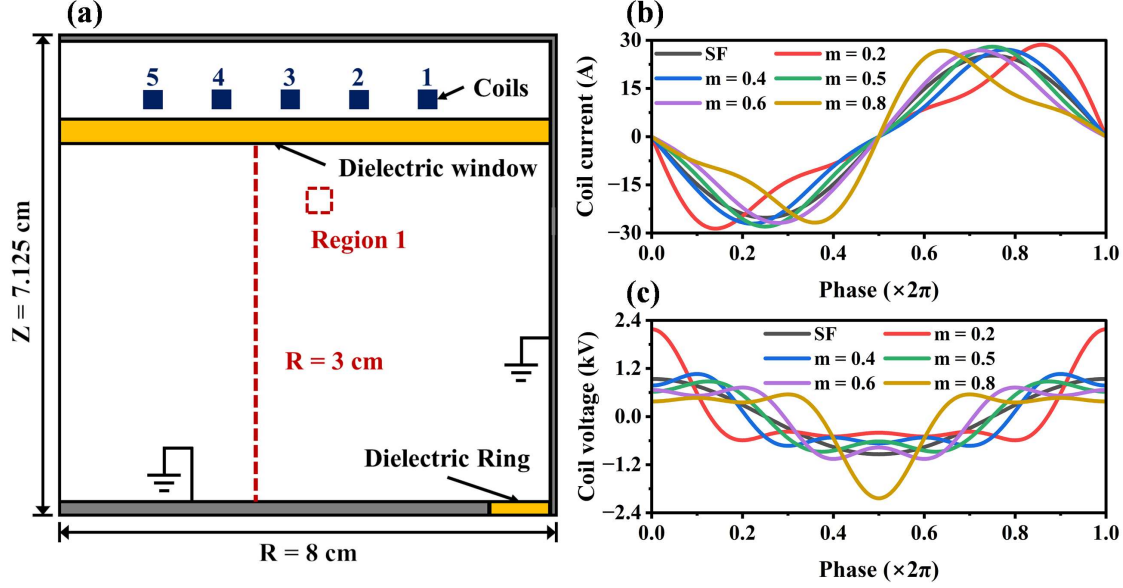 (a)
5 4 3 2 1
Coils
Dielectric window
Region 1
Z = 7.125 cm
R = 3 cm
Dielectric Ring
R = 8 cm
(b)
30
15
0
−15
−30
Coil current (A)
SF m = 0.2
m = 0.4 m = 0.5
m = 0.6 m = 0.8
0.0 0.2 0.4 0.6 0.8 1.0
Phase (×2π)
(c)
2.4
1.2
0.0
−1.2
−2.4
Coil voltage (kV)
SF m = 0.2
m = 0.4 m = 0.5
m = 0.6 m = 0.8
0.0 0.2 0.4 0.6 0.8 1.0
Phase (×2π)